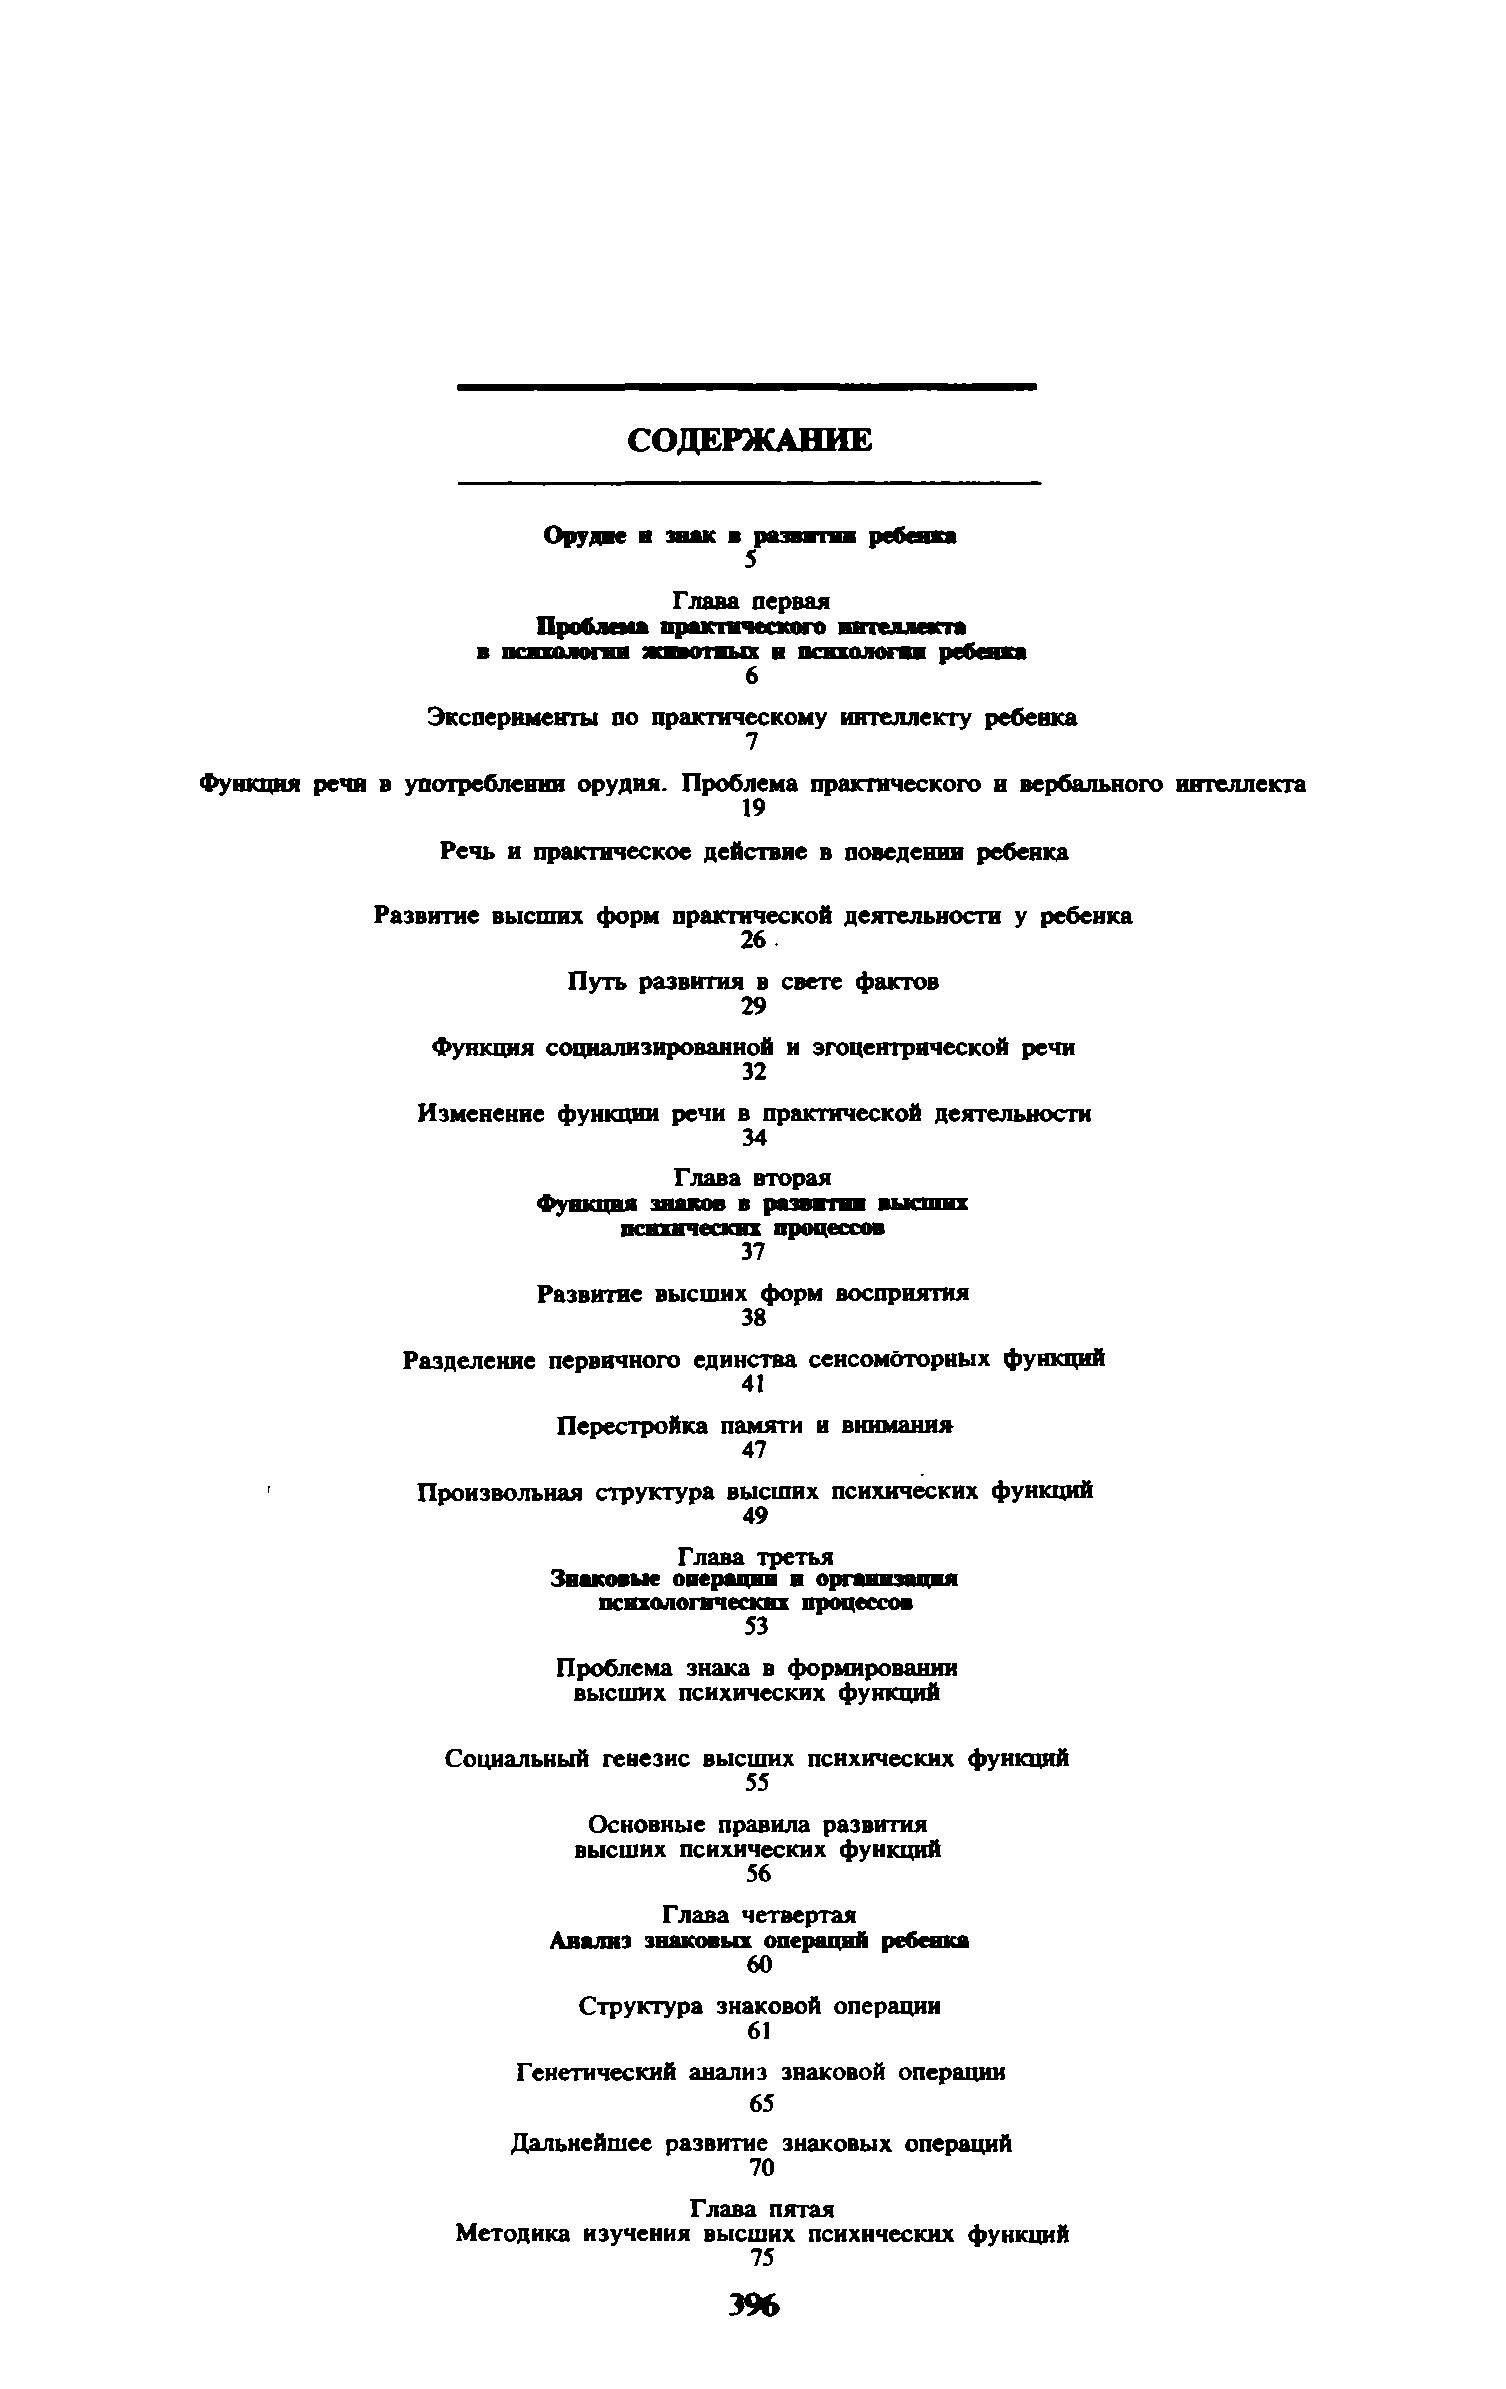 СОДЕРЖАНИЕ
Орудие и знак в развитии ребенка
5
Глава первая
Проблема практического интеллекта
в психологии животных и психологии ребенка
6
Эксперименты по практическому интеллекту ребенка
7
Функция речи в употреблении орудия. Проблема практического и вербального интеллекта
19
Речь и практическое действие в поведении ребенка
Развитие высших форм практической деятельности у ребенка
26
Путь развития в свете фактов
29
Функция социализированной и эгоцентрической речи
32
Изменение функции речи в практической деятельности
34
Глава вторая
Функция знаков в развитии высших
психических процессов
37
Развитие высших форм восприятия
38
Разделение первичного единства сенсомоторных функций
41
Перестройка памяти и внимания
47
Произвольная структура высших психических функций
49
Глава третья
Знаковые операции и организация
психологических процессов
53
Проблема знака в формировании
высших психических функций
Социальный генезис высших психических функций
55
Основные правила развития
высших психических функций
56
Глава четвертая
Анализ знаковых операций ребенка
60
Структура знаковой операции
61
Генетический анализ знаковой операции
65
Дальнейшее развитие знаковых операций
70
Глава пятая
Методика изучения высших психических функций
75
396